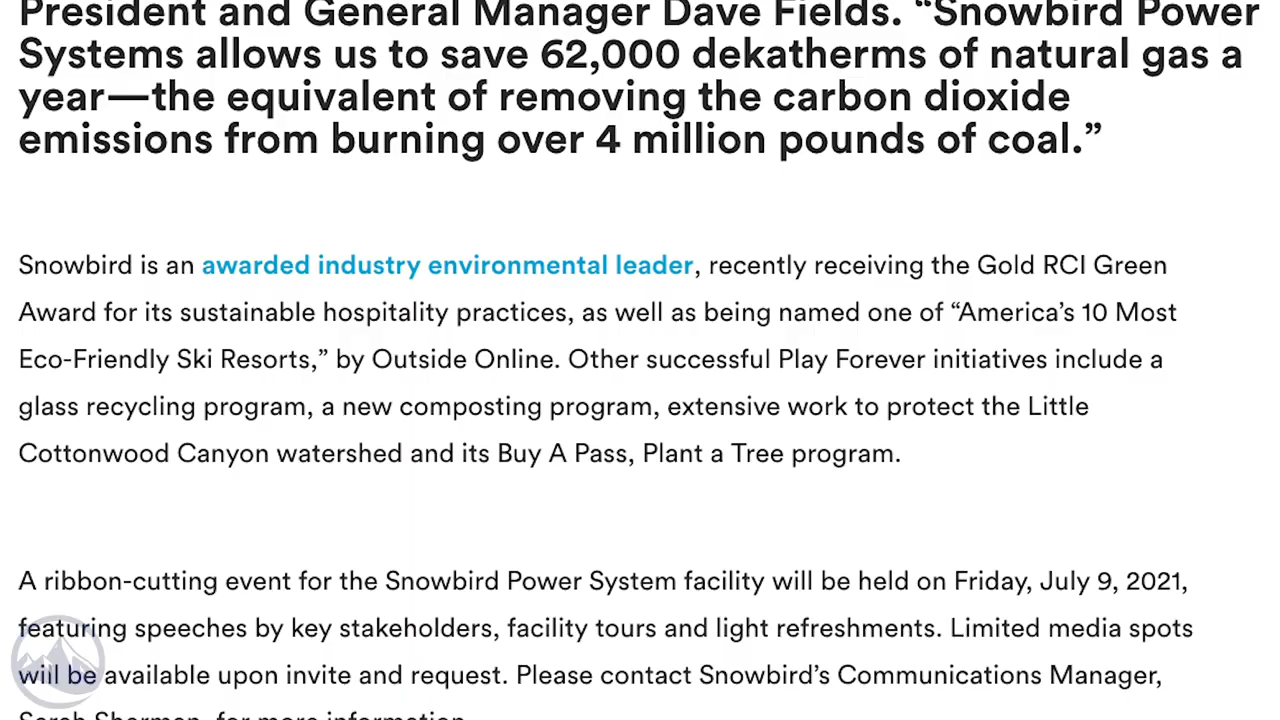 President and General Manager Dave Fields. “Snowbird Power
Systems allows us to save 62,000 dekatherms of natural gas a
year—the equivalent of removing the carbon dioxide
emissions from burning over 4 million pounds of coal.”
Snowbird is an awarded industry environmental leader, recently receiving the Gold RCI Green
Award for its sustainable hospitality practices, as well as being named one of “America’s 10 Most
Eco-Friendly Ski Resorts,” by Outside Online. Other successful Play Forever initiatives include a
glass recycling program, a new composting program, extensive work to protect the Little
Cottonwood Canyon watershed and its Buy A Pass, Plant a Tree program.
A ribbon-cutting event for the Snowbird Power System facility will be held on Friday, July 9, 2021,
featuring speeches by key stakeholders, facility tours and light refreshments. Limited media spots
will be available upon invite and request. Please contact Snowbird’s Communications Manager,
Sarah Sherman, for more information.